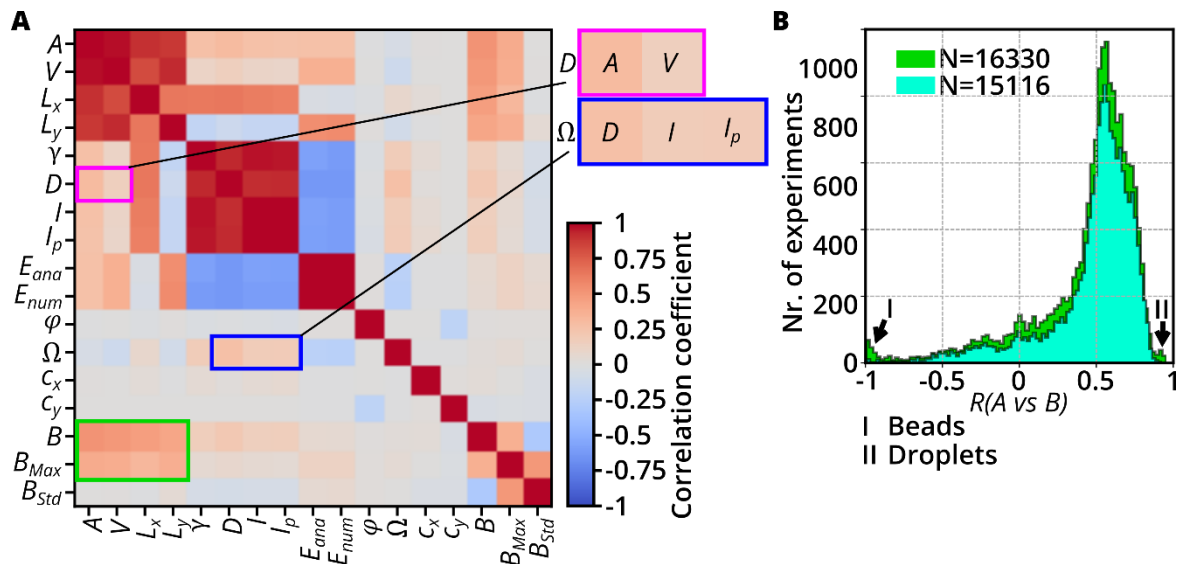 A
A
V
Lx
Ly
γ
D
I
Ip
Eana
Enum
φ
Ω
cx
cy
B
BMax
BStd
A V Lx Ly γ D I Ip Eana Enum φ Ω cx cy B BMax BStd
D A V
Ω D I Ip
1
0.75
0.5
0.25
0
-0.25
-0.5
-0.75
-1
Correlation coefficient
B
Nr. of experiments
1000
800
600
400
200
0
N=16330
N=15116
I
II
-1 -0.5 0 0.5 1
R(A vs B)
I Beads
II Droplets